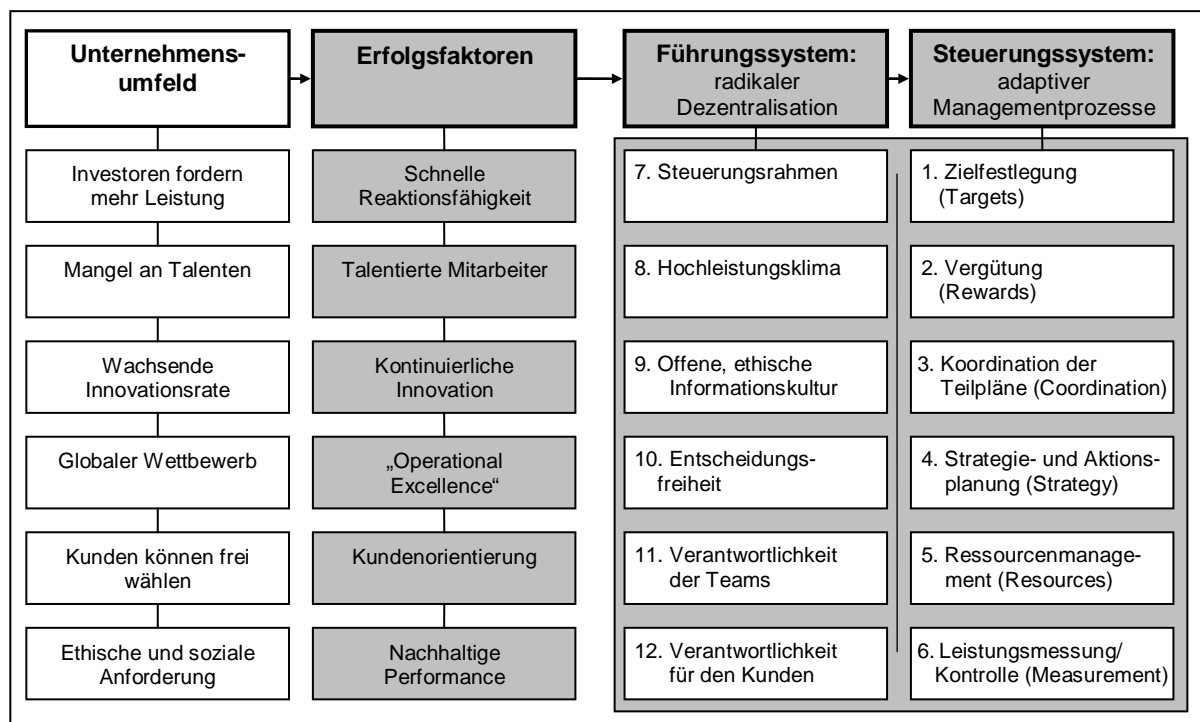 Unternehmens-
umfeld
Investoren fordern
mehr Leistung
Mangel an Talenten
Wachsende
Innovationsrate
Globaler Wettbewerb
Kunden können frei
wählen
Ethische und soziale
Anforderung
Erfolgsfaktoren
Schnelle
Reaktionsfähigkeit
Talentierte Mitarbeiter
Kontinuierliche
Innovation
„Operational
Excellence“
Kundenorientierung
Nachhaltige
Performance
Führungssystem:
radikaler
Dezentralisation
7. Steuerungsrahmen
8. Hochleistungsklima
9. Offene, ethische
Informationskultur
10. Entscheidungs-
freiheit
11. Verantwortlichkeit
der Teams
12. Verantwortlichkeit
für den Kunden
Steuerungssystem:
adaptiver
Managementprozesse
1. Zielfestlegung
(Targets)
2. Vergütung
(Rewards)
3. Koordination der
Teilpläne (Coordination)
4. Strategie- und Aktions-
planung (Strategy)
5. Ressourcenmanage-
ment (Resources)
6. Leistungsmessung/
Kontrolle (Measurement)